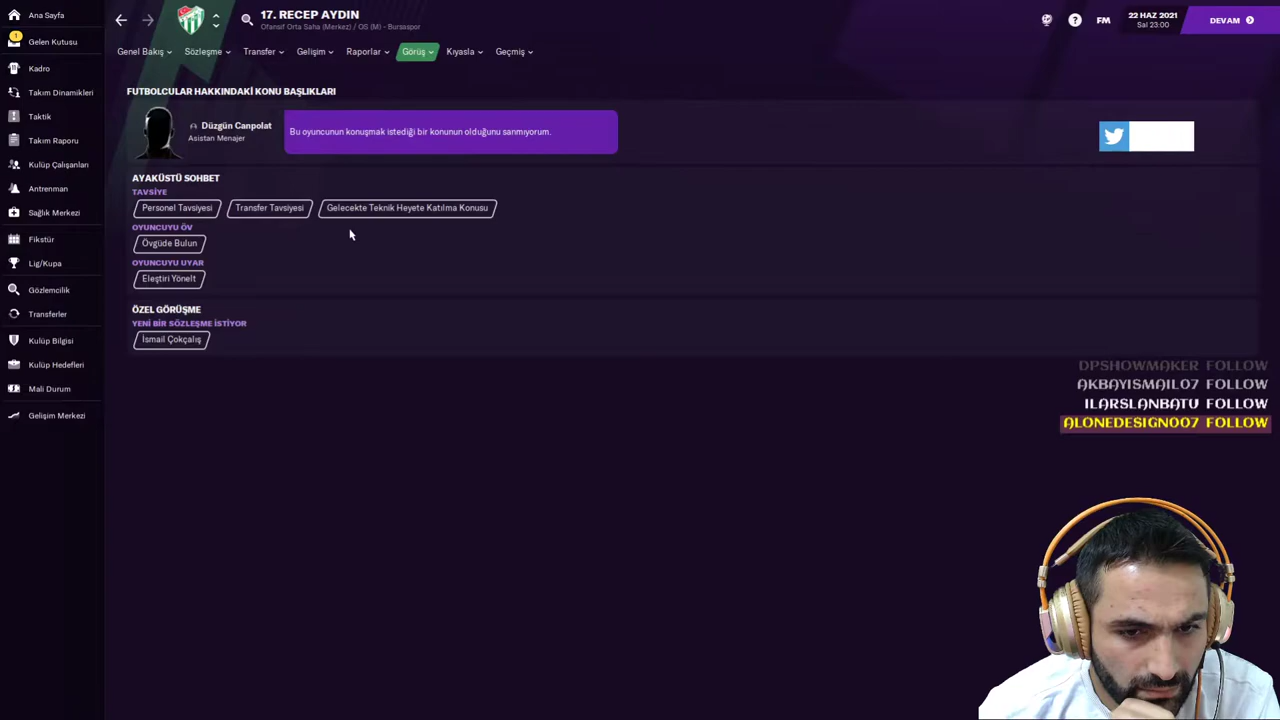 Ana Sayfa
1
Gelen Kutusu
Kadro
Takım Dinamikleri
Taktik
Takım Raporu
Kulüp Çalışanları
Antrenman
Sağlık Merkezi
Fikstür
Lig/Kupa
Gözlemcilik
Transferler
Kulüp Bilgisi
Kulüp Hedefleri
Mali Durum
Gelişim Merkezi
17. RECEP AYDIN
Ofansif Orta Saha (Merkez) / OS (M) - Bursaspor
?
FM
22 HAZ 2021
Sal 23:00
DEVAM
Genel Bakış
Sözleşme
Transfer
Gelişim
Raporlar
Görüş
Kıyasla
Geçmiş
FUTBOLCULAR HAKKINDAKİ KONU BAŞLIKLARI
Düzgün Canpolat
Asistan Menajer
Bu oyuncunun konuşmak istediği bir konunun olduğunu sanmıyorum.
AYAKÜSTÜ SOHBET
TAVSİYE
Personel Tavsiyesi
Transfer Tavsiyesi
Gelecekte Teknik Heyete Katılma Konusu
OYUNCUYU ÖV
Övgüde Bulun
OYUNCUYU UYAR
Eleştiri Yönelt
ÖZEL GÖRÜŞME
YENİ BİR SÖZLEŞME İSTİYOR
İsmail Çokçalış
DPSHOWMAKER FOLLOW
AKBAYISMAIL07 FOLLOW
ILARSLANBATU FOLLOW
ALONEDESIGN007 FOLLOW